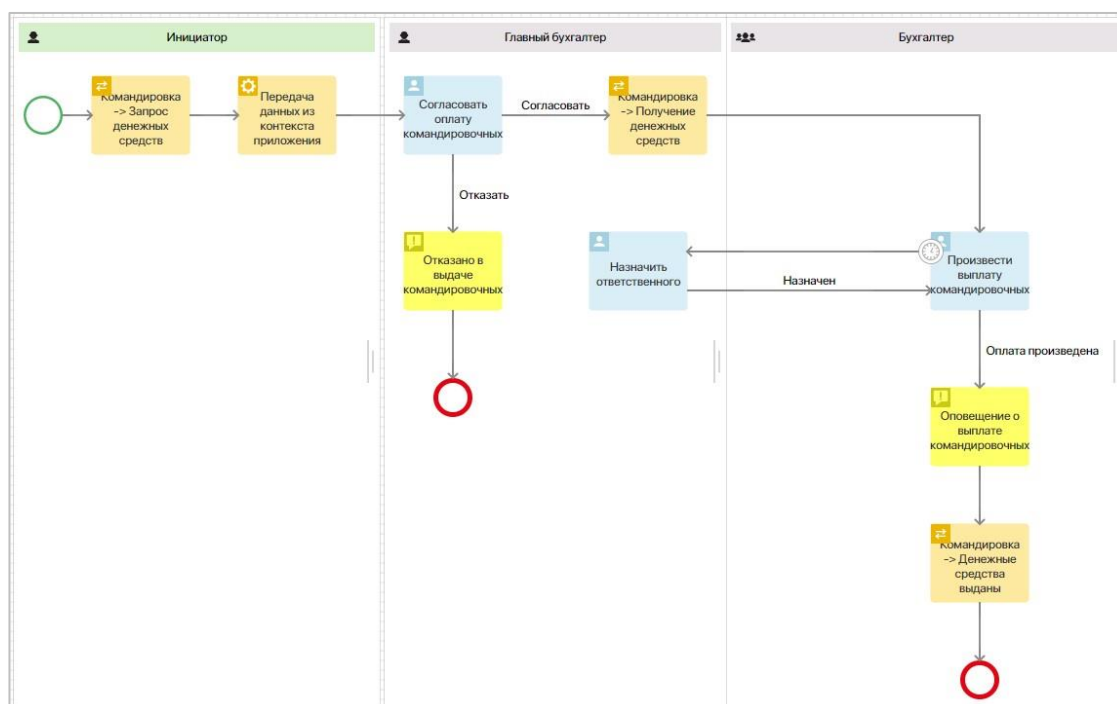 Инициатор
Главный бухгалтер
Бухгалтер
Командировка
-> Запрос
денежных
средств
Передача
данных из
контекста
приложения
Согласовать
оплату
командировочных
Согласовать
Командировка
-> Получение
денежных
средств
Отказать
Отказано в
выдаче
командировочных
Назначить
ответственного
Назначен
Произвести
выплату
командировочных
Оплата произведена
Оповещение о
выплате
командировочных
Командировка
-> Денежные
средства
выданы